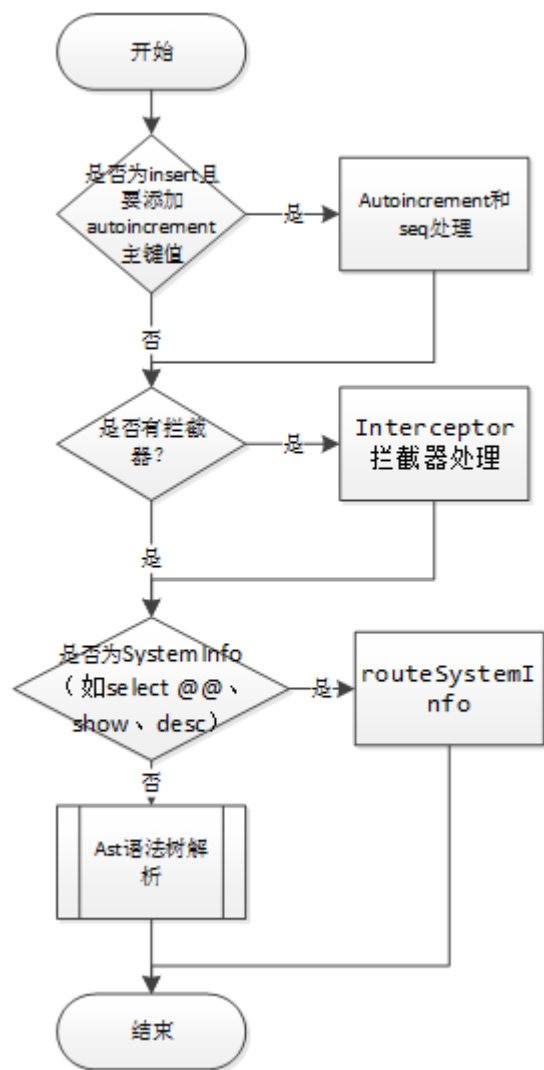 开始
是否为insert且
要添加
autoincrement
主键值
是
Autoincrement和
seq处理
否
是否有拦截
器？
是
Interceptor
拦截器处理
是
是否为SystemInfo
（如select @@、
show、desc）
是
routeSystemI
nfo
否
Ast语法树解
析
结束